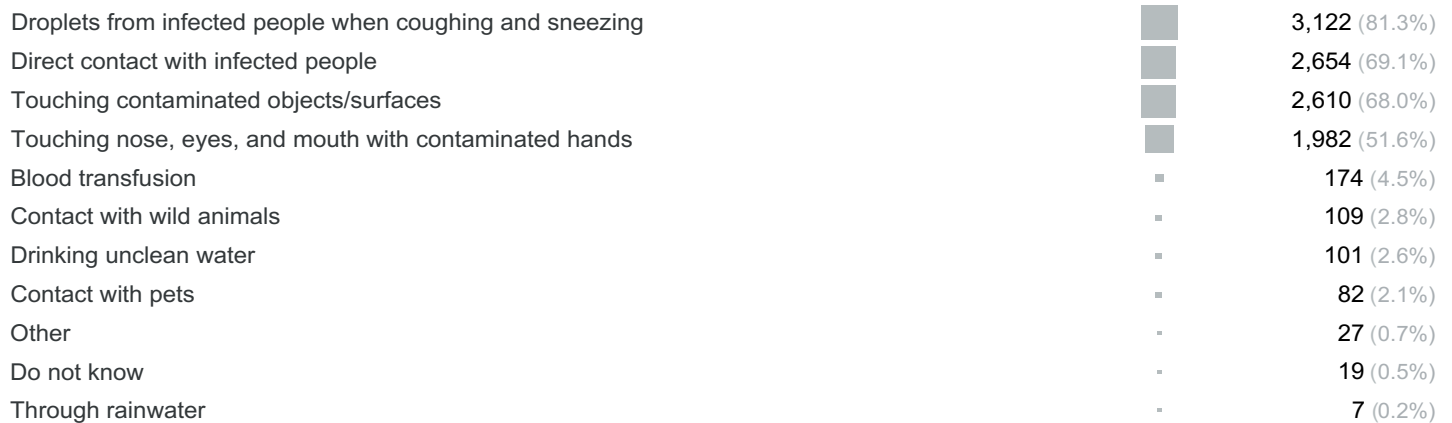 Droplets from infected people when coughing and sneezing 3,122 (81.3%)
Direct contact with infected people 2,654 (69.1%)
Touching contaminated objects/surfaces 2,610 (68.0%)
Touching nose, eyes, and mouth with contaminated hands 1,982 (51.6%)
Blood transfusion 174 (4.5%)
Contact with wild animals 109 (2.8%)
Drinking unclean water 101 (2.6%)
Contact with pets 82 (2.1%)
Other 27 (0.7%)
Do not know 19 (0.5%)
Through rainwater 7 (0.2%)